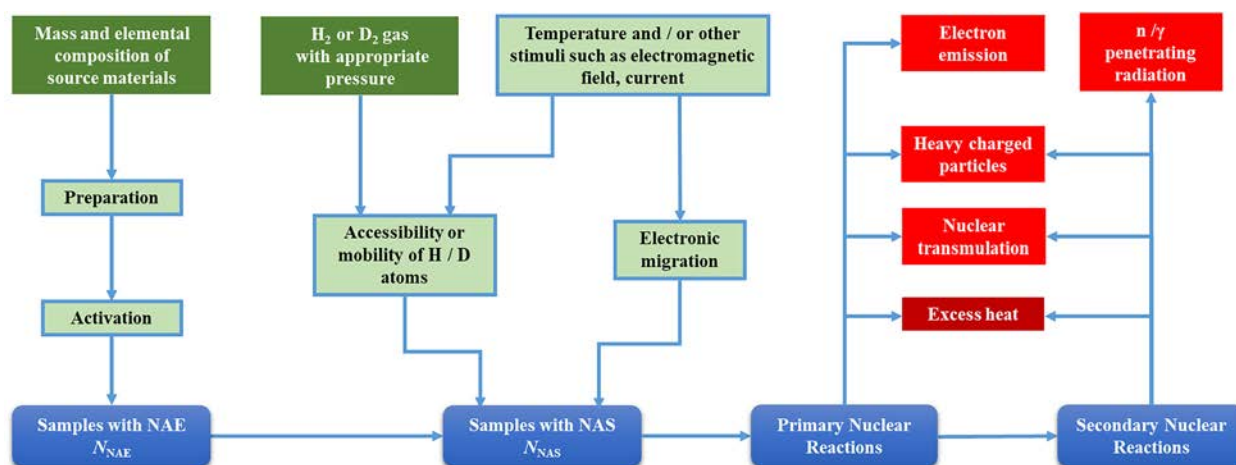 Mass and elemental
composition of
source materials
H₂ or D₂ gas
with appropriate
pressure
Temperature and / or other
stimuli such as electromagnetic
field, current
Electron
emission
n /γ
penetrating
radiation
Heavy charged
particles
Preparation
Accessibility or
mobility of H / D
atoms
Electronic
migration
Nuclear
transmulation
Activation
Excess heat
Samples with NAE
N_NAE
Samples with NAS
N_NAS
Primary Nuclear
Reactions
Secondary Nuclear
Reactions